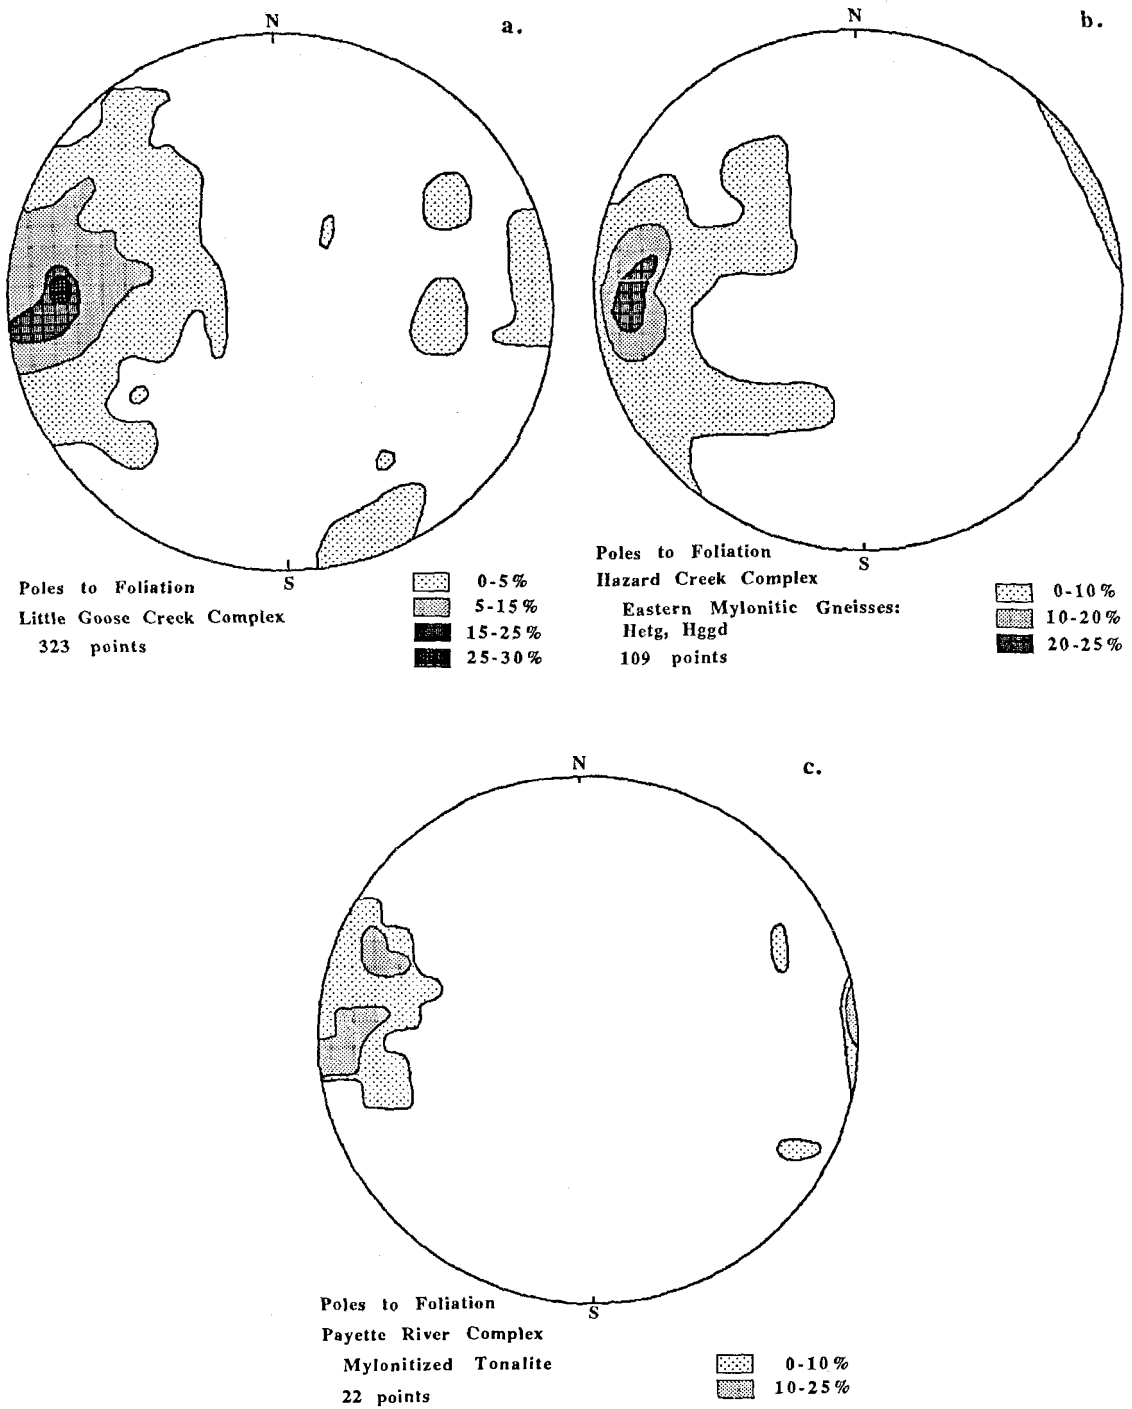 N
a.
S
Poles to Foliation
Little Goose Creek Complex
323 points
0-5%
5-15%
15-25%
25-30%
N
b.
S
Poles to Foliation
Hazard Creek Complex
Eastern Mylonitic Gneisses:
Hetg, Hggd
109 points
0-10%
10-20%
20-25%
N
c.
S
Poles to Foliation
Payette River Complex
Mylonitized Tonalite
22 points
0-10%
10-25%